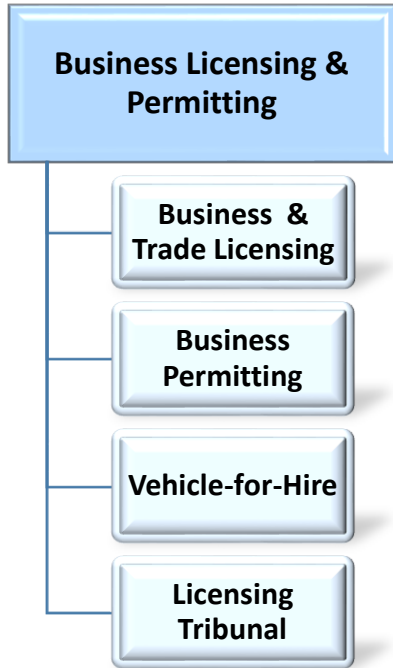 Business Licensing &
Permitting
Business &
Trade Licensing
Business
Permitting
Vehicle-for-Hire
Licensing
Tribunal